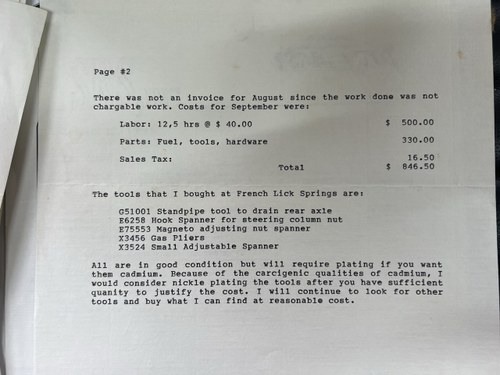 Page #2
There was not an invoice for August since the work done was not
chargable work. Costs for September were:
Labor: 12,5 hrs @ $ 40.00 $ 500.00
Parts: Fuel, tools, hardware 330.00
Sales Tax: 16.50
Total $ 846.50
The tools that I bought at French Lick Springs are:
G51001 Standpipe tool to drain rear axle
E6258 Hook Spanner for steering column nut
E75553 Magneto adjusting nut spanner
X3456 Gas Pliers
X3524 Small Adjustable Spanner
All are in good condition but will require plating if you want
them cadmium. Because of the carcigenic qualities of cadmium, I
would consider nickle plating the tools after you have sufficient
quanity to justify the cost. I will continue to look for other
tools and buy what I can find at reasonable cost.